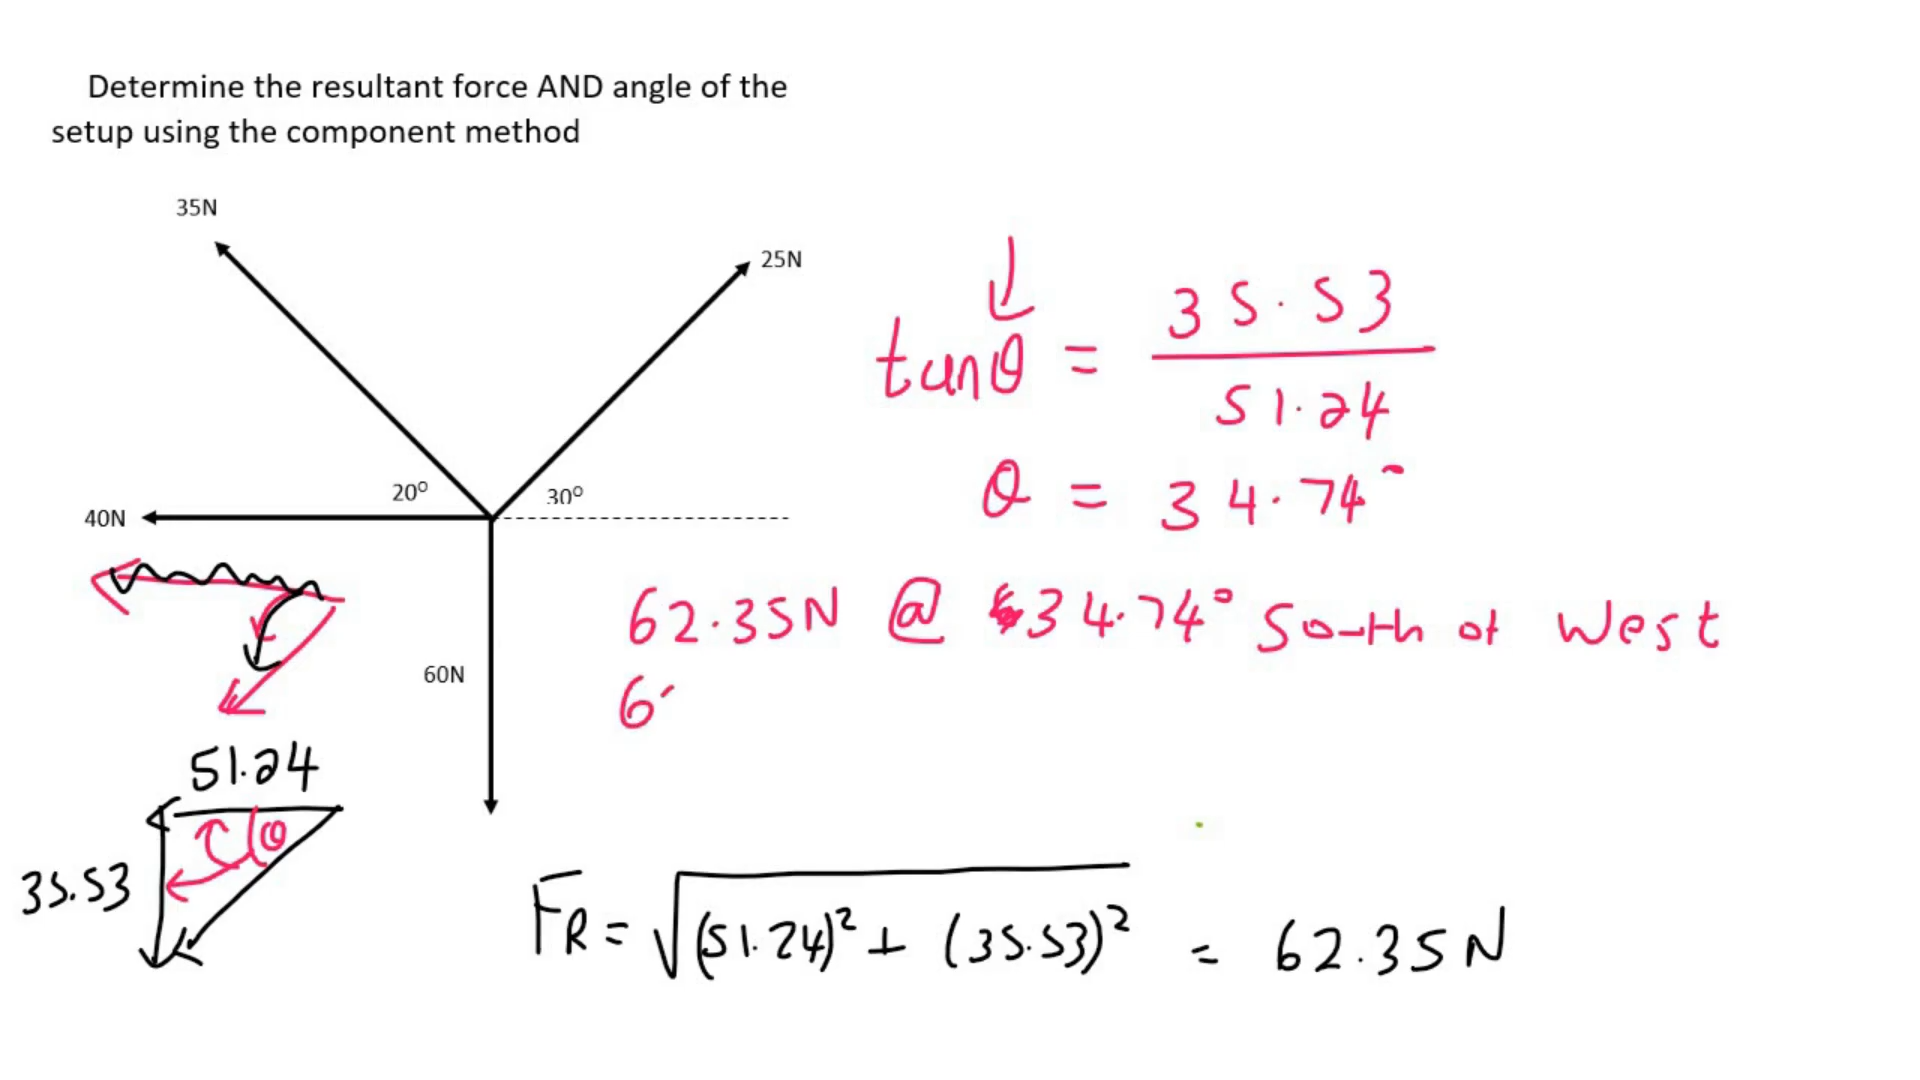 Determine the resultant force AND angle of the
setup using the component method
35N
25N
20°
30°
40N
60N
tanθ = 35.53 / 51.24
θ = 34.74°
62.35N @ 34.74° South of West
6
51.24
θ
35.53
FR = √(51.24)² + (35.53)² = 62.35N